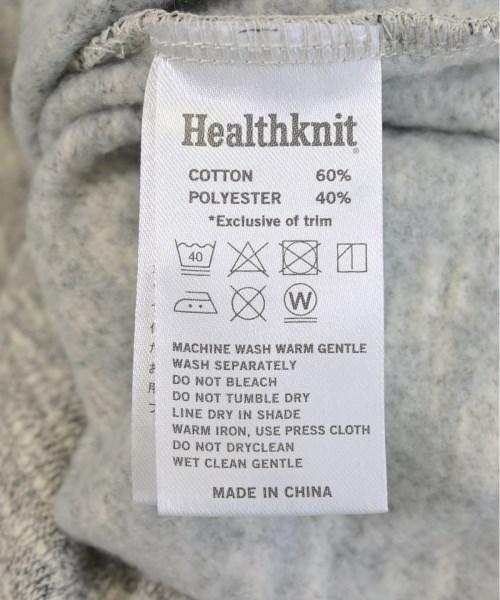 Healthknit®
COTTON 60%
POLYESTER 40%
*Exclusive of trim
40
W
MACHINE WASH WARM GENTLE
WASH SEPARATELY
DO NOT BLEACH
DO NOT TUMBLE DRY
LINE DRY IN SHADE
WARM IRON, USE PRESS CLOTH
DO NOT DRYCLEAN
WET CLEAN GENTLE
MADE IN CHINA